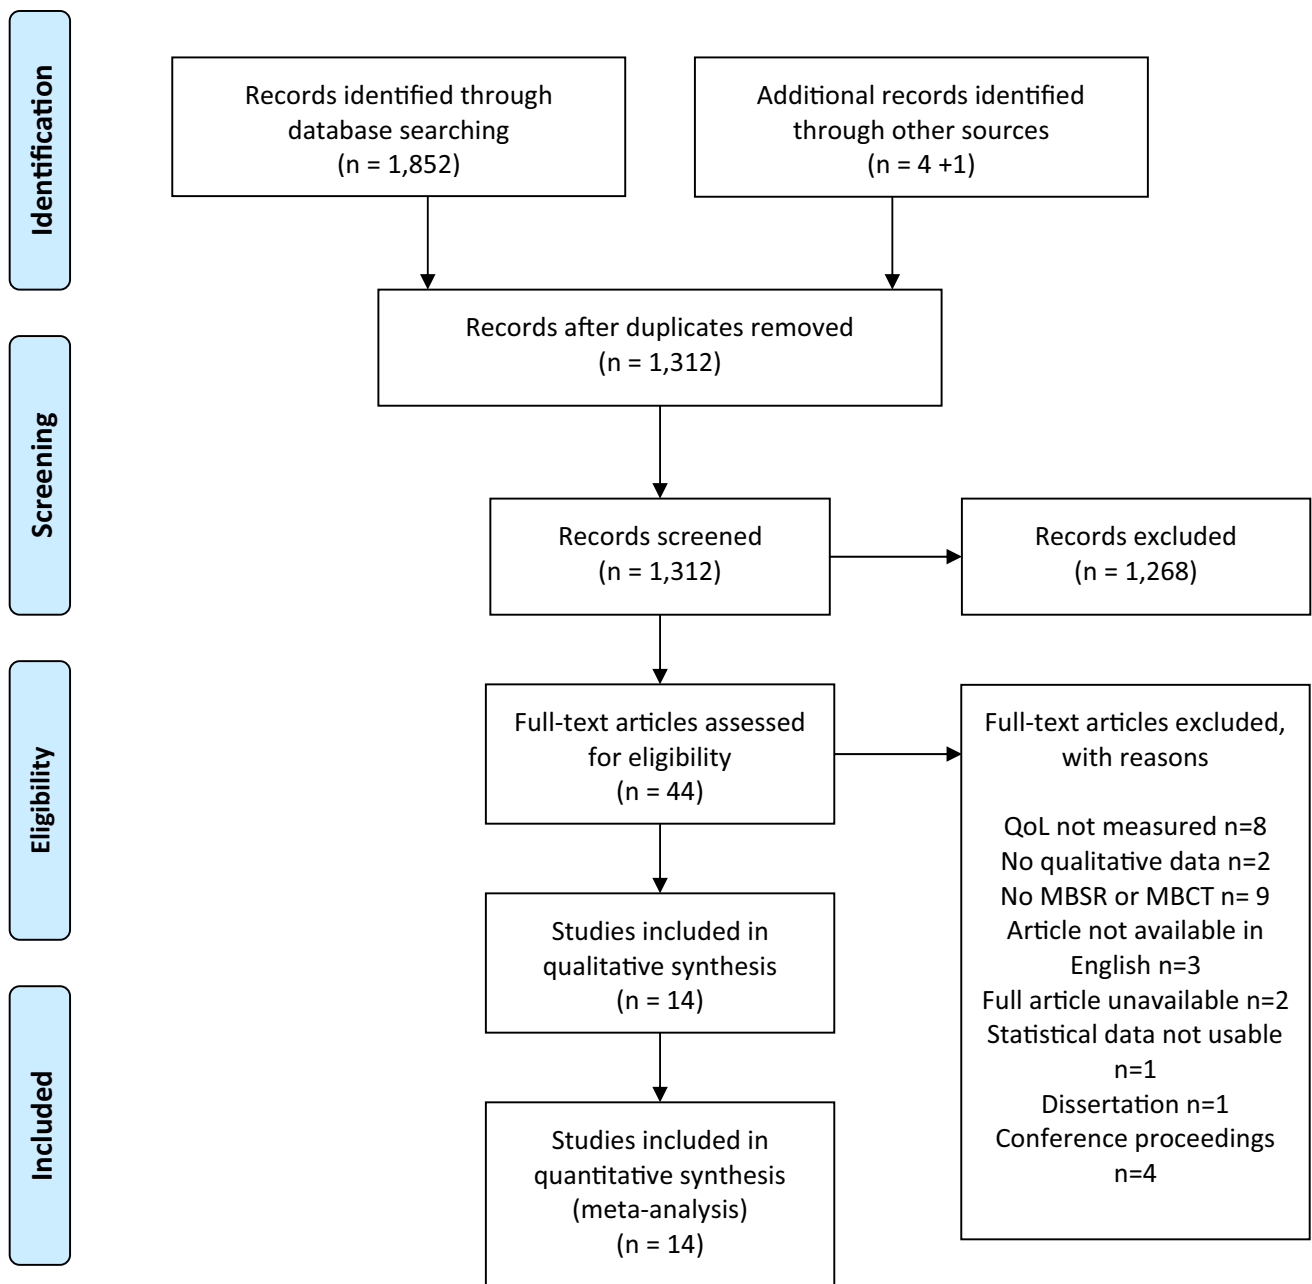 Identification
Records identified through
database searching
(n = 1,852)
Additional records identified
through other sources
(n = 4 +1)
Records after duplicates removed
(n = 1,312)
Screening
Records screened
(n = 1,312)
Records excluded
(n = 1,268)
Eligibility
Full-text articles assessed
for eligibility
(n = 44)
Full-text articles excluded,
with reasons
QoL not measured n=8
No qualitative data n=2
No MBSR or MBCT n= 9
Article not available in
English n=3
Full article unavailable n=2
Statistical data not usable
n=1
Dissertation n=1
Conference proceedings
n=4
Studies included in
qualitative synthesis
(n = 14)
Included
Studies included in
quantitative synthesis
(meta-analysis)
(n = 14)